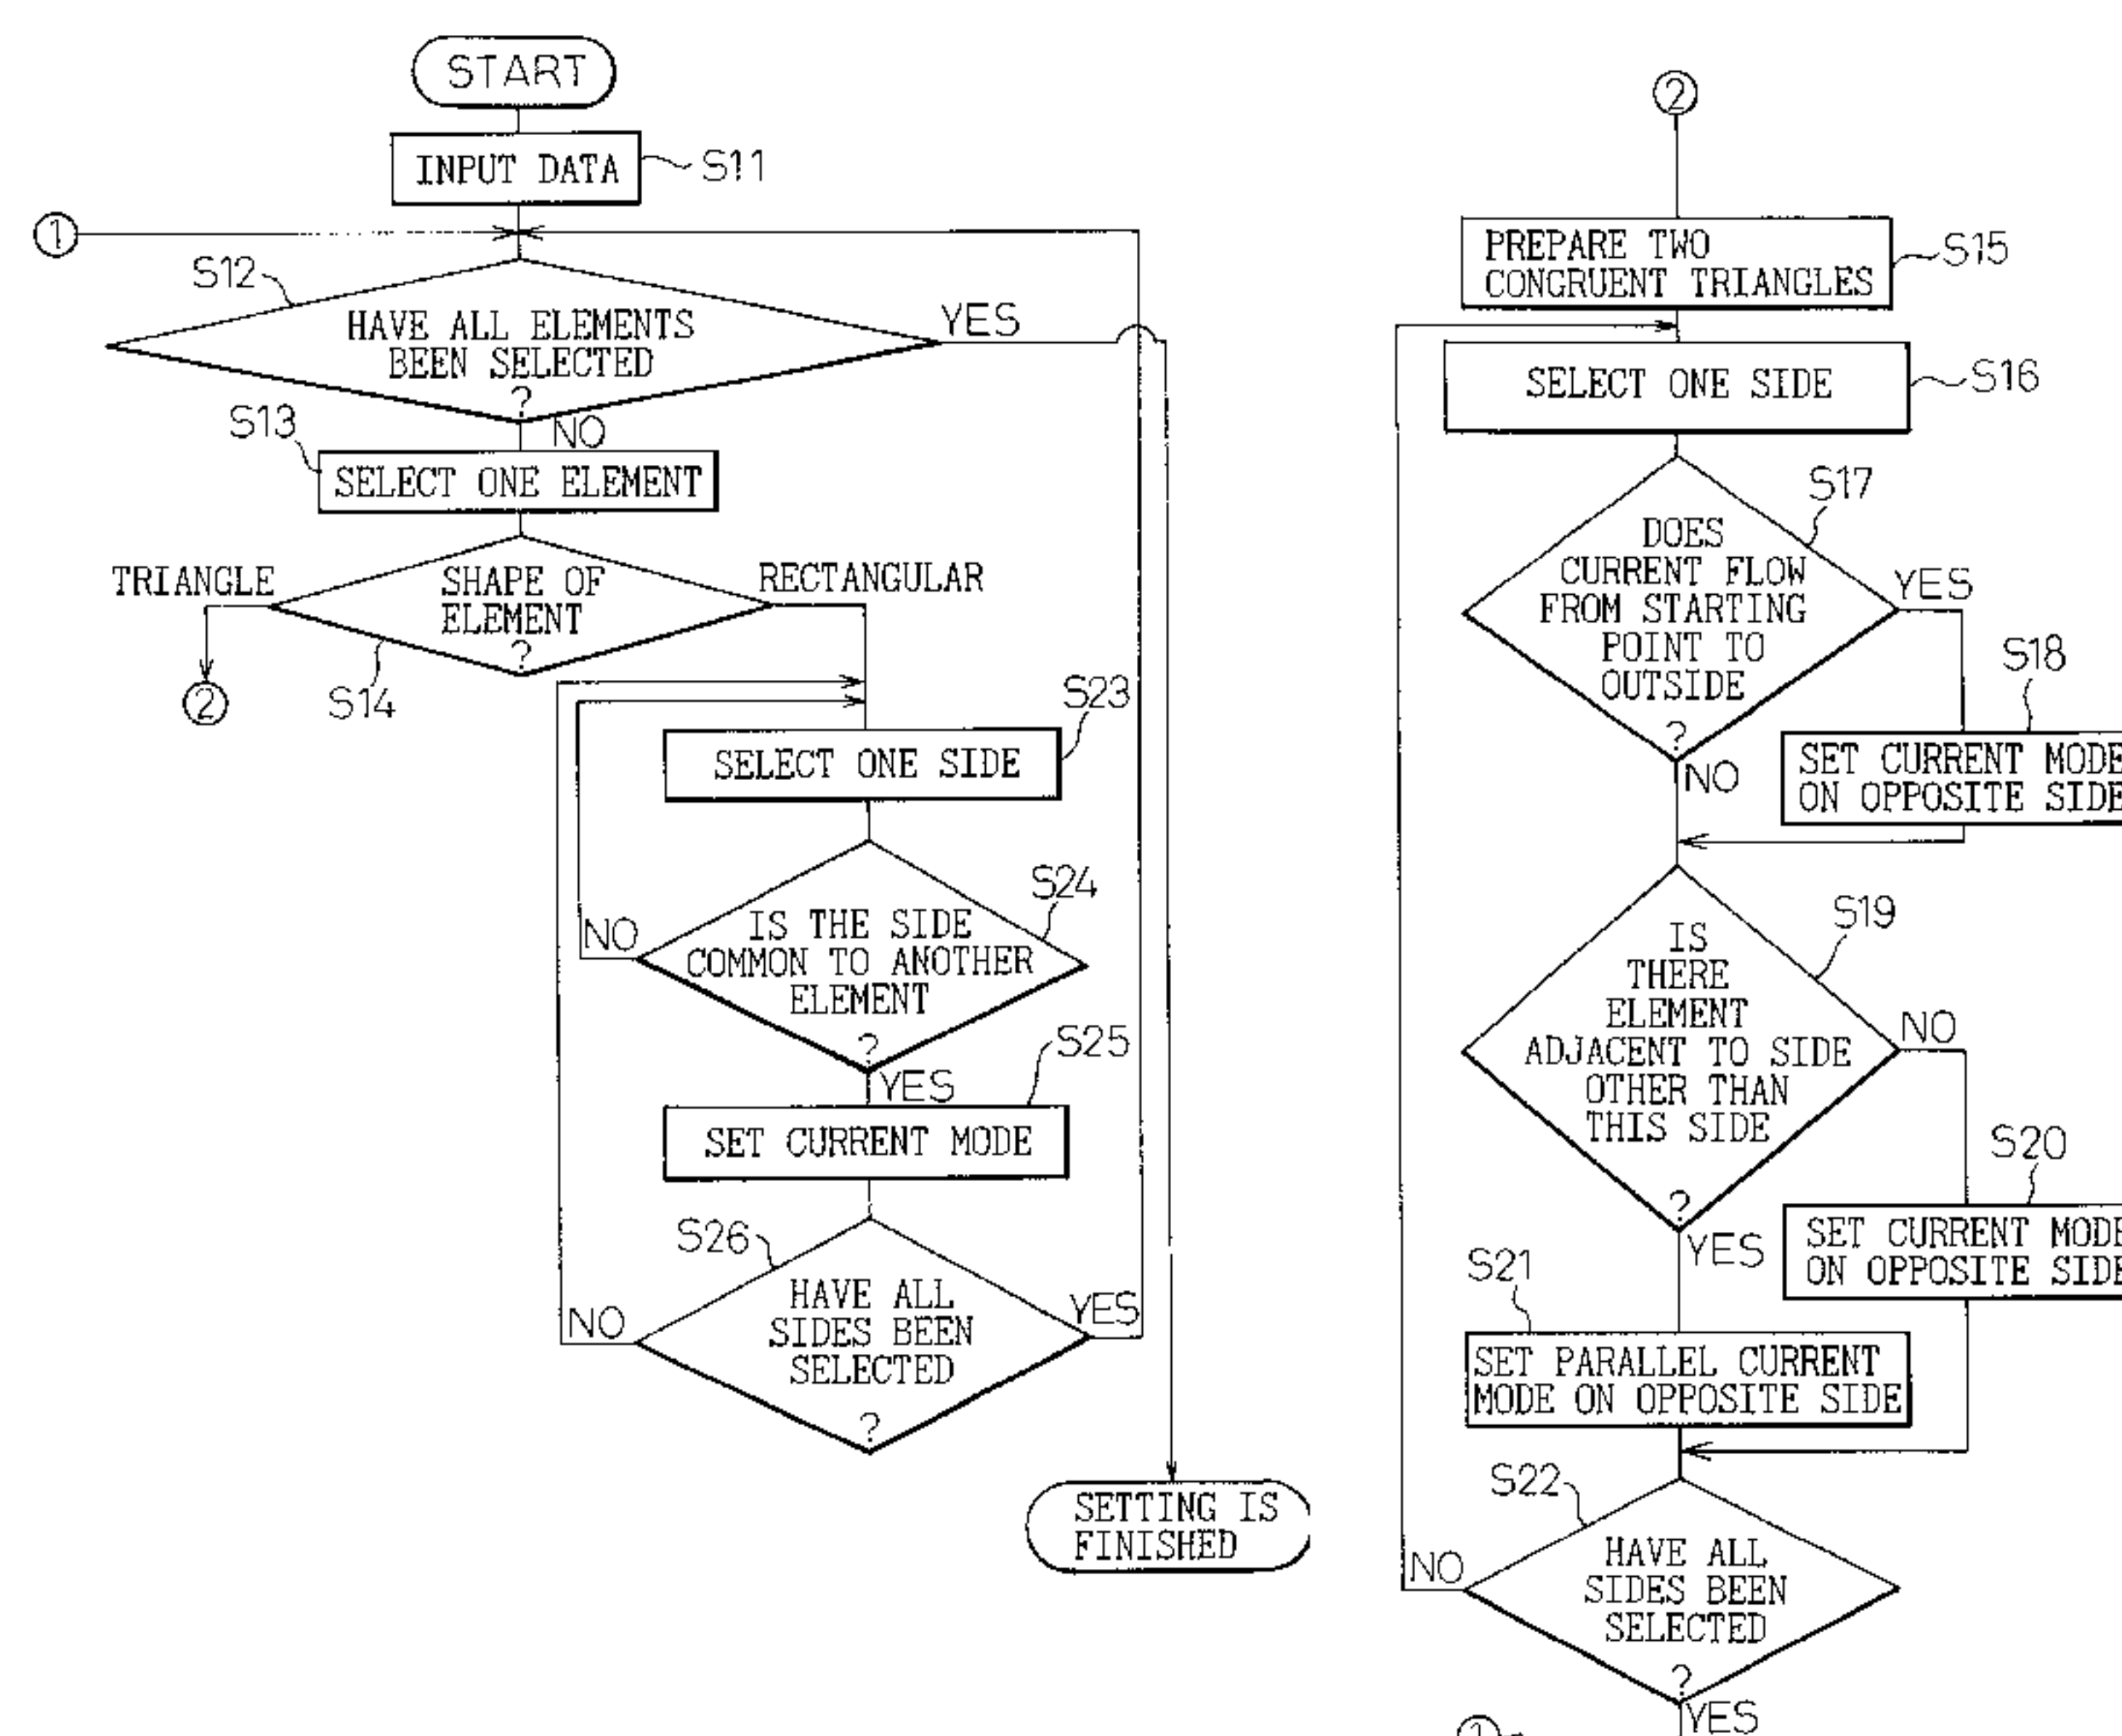 START
INPUT DATA
S11
①
S12
HAVE ALL ELEMENTS
BEEN SELECTED
?
YES
NO
S13
SELECT ONE ELEMENT
TRIANGLE
SHAPE OF
ELEMENT
?
RECTANGULAR
S14
②
S23
SELECT ONE SIDE
S24
IS THE SIDE
COMMON TO ANOTHER
ELEMENT
?
NO
YES
S25
SET CURRENT MODE
S26
HAVE ALL
SIDES BEEN
SELECTED
?
NO
YES
SETTING IS
FINISHED
②
PREPARE TWO
CONGRUENT TRIANGLES
S15
SELECT ONE SIDE
S16
S17
DOES
CURRENT FLOW
FROM STARTING
POINT TO
OUTSIDE
?
YES
NO
S18
SET CURRENT MODE
ON OPPOSITE SIDE
S19
IS
THERE
ELEMENT
ADJACENT TO SIDE
OTHER THAN
THIS SIDE
?
NO
YES
S20
SET CURRENT MODE
ON OPPOSITE SIDE
S21
SET PARALLEL CURRENT
MODE ON OPPOSITE SIDE
S22
HAVE ALL
SIDES BEEN
SELECTED
?
NO
YES
①